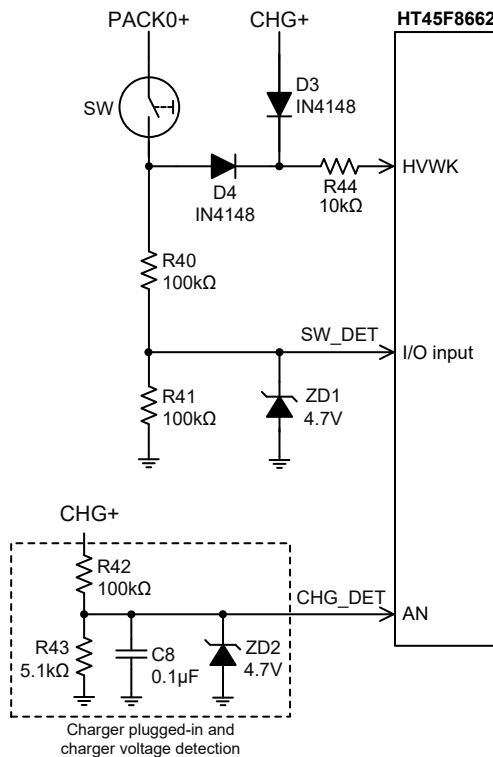 PACK0+
CHG+
HT45F8662
SW
D3
IN4148
D4
IN4148
R44
10kΩ
HVWK
R40
100kΩ
SW_DET
I/O input
R41
100kΩ
ZD1
4.7V
CHG+
R42
100kΩ
CHG_DET
AN
R43
5.1kΩ
C8
0.1μF
ZD2
4.7V
Charger plugged-in and
charger voltage detection